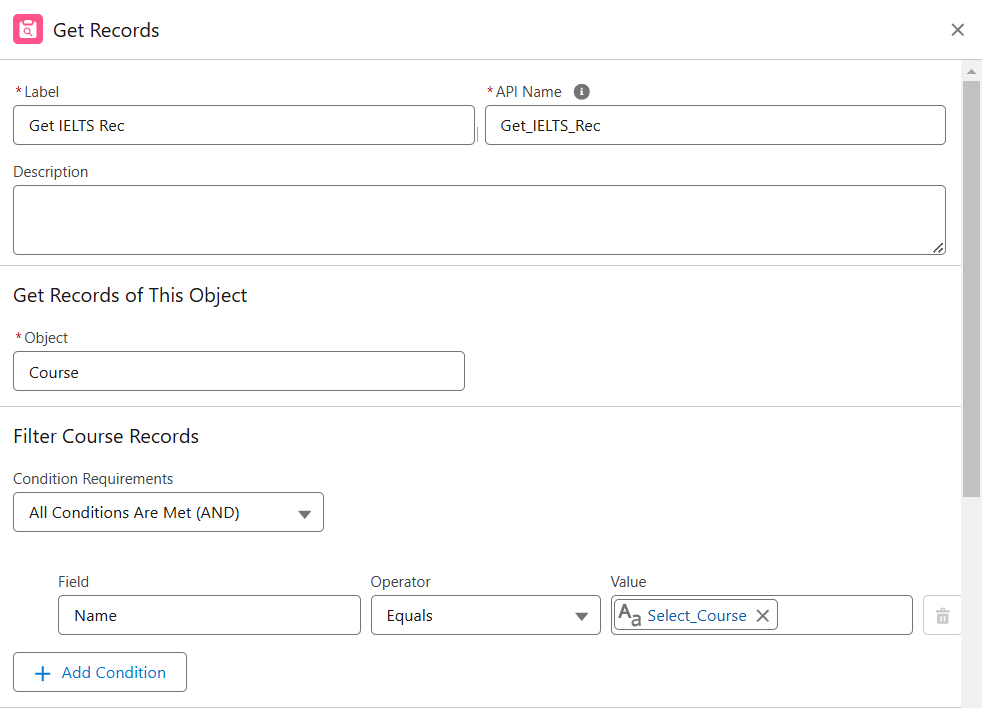 Get Records
* Label
* API Name
Get IELTS Rec
Get_IELTS_Rec
Description
Get Records of This Object
* Object
Course
Filter Course Records
Condition Requirements
All Conditions Are Met (AND)
Field
Operator
Value
Name
Equals
Aa Select_Course
Add Condition